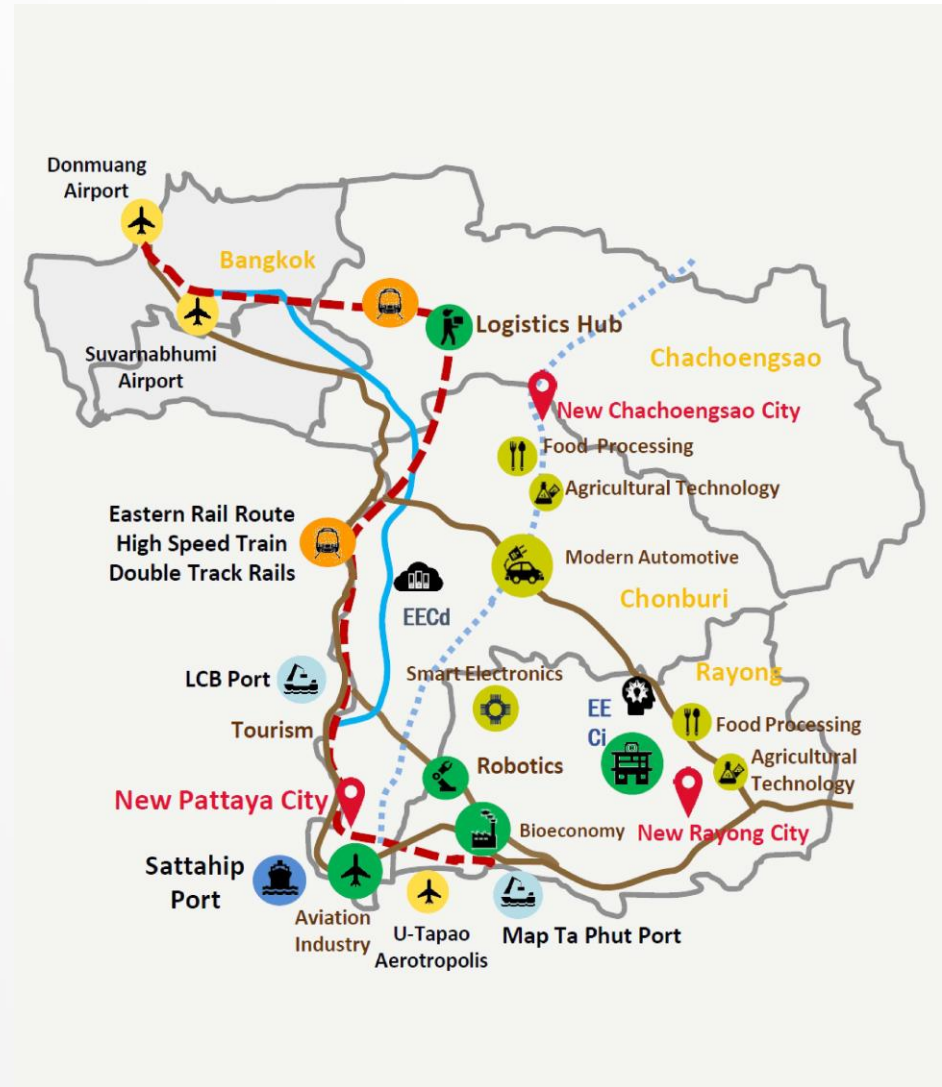 Donmuang
Airport
Bangkok
Suvarnabhumi
Airport
Logistics Hub
Chachoengsao
New Chachoengsao City
Food Processing
Agricultural Technology
Eastern Rail Route
High Speed Train
Double Track Rails
Modern Automotive
EECd
Chonburi
Rayong
LCB Port
Smart Electronics
EE
Ci
Tourism
Food Processing
Robotics
Agricultural
Technology
New Pattaya City
Bioeconomy
New Rayong City
Sattahip
Port
Aviation
Industry
U-Tapao
Aerotropolis
Map Ta Phut Port